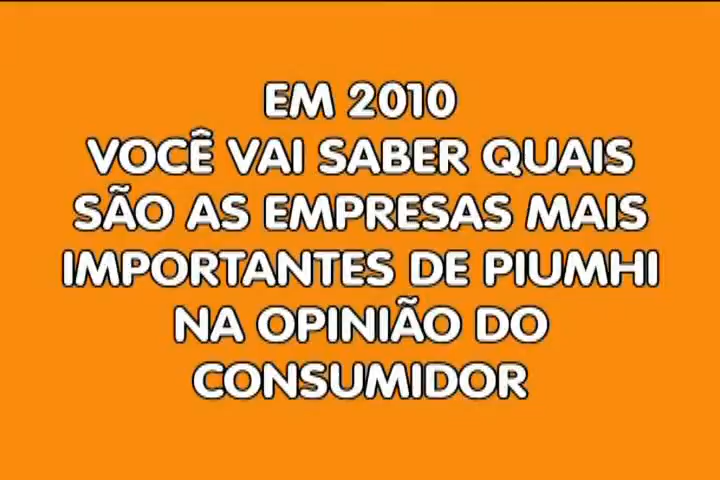 EM 2010
VOCÊ VAI SABER QUAIS
SÃO AS EMPRESAS MAIS
IMPORTANTES DE PIUMHI
NA OPINIÃO DO
CONSUMIDOR